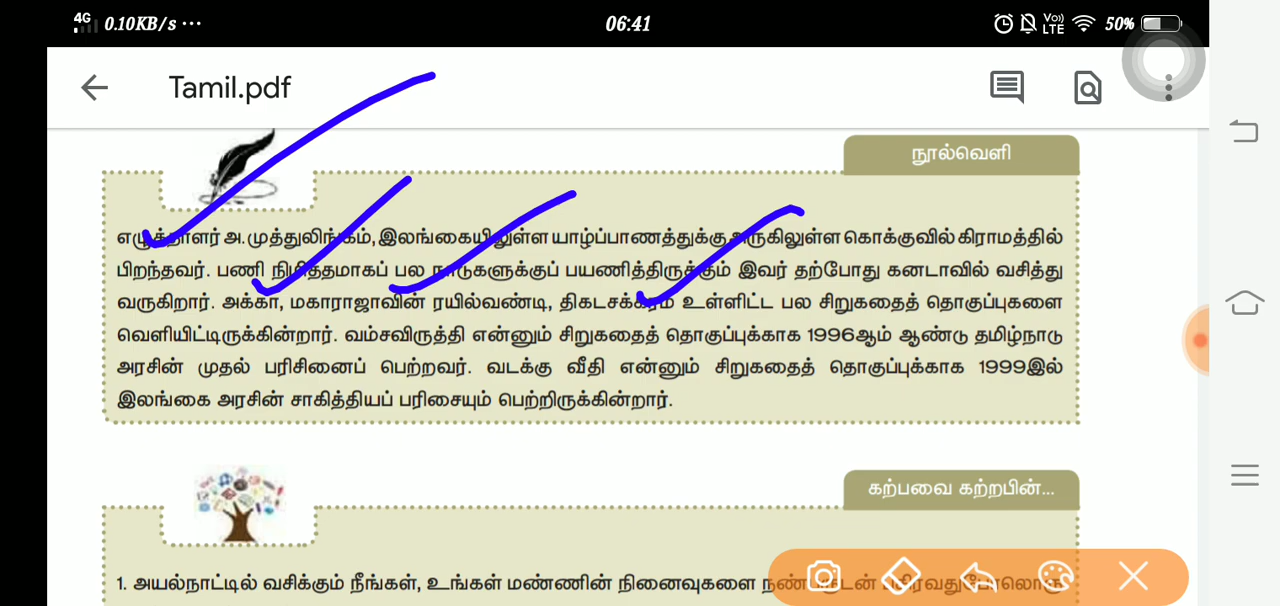 4G 0.10KB/s ... 06:41 Vo)) LTE 50%
Tamil.pdf
நூல்வெளி
எழுத்தாளர் அ.முத்துலிங்கம், இலங்கையிலுள்ள யாழ்ப்பாணத்துக்கு அருகிலுள்ள கொக்குவில் கிராமத்தில்
பிறந்தவர். பணி நிமித்தமாகப் பல நாடுகளுக்குப் பயணித்திருக்கும் இவர் தற்போது கனடாவில் வசித்து
வருகிறார். அக்கா, மகாராஜாவின் ரயில்வண்டி, திகடசக்கரம் உள்ளிட்ட பல சிறுகதைத் தொகுப்புகளை
வெளியிட்டிருக்கின்றார். வம்சவிருத்தி என்னும் சிறுகதைத் தொகுப்புக்காக 1996ஆம் ஆண்டு தமிழ்நாடு
அரசின் முதல் பரிசினைப் பெற்றவர். வடக்கு வீதி என்னும் சிறுகதைத் தொகுப்புக்காக 1999இல்
இலங்கை அரசின் சாகித்தியப் பரிசையும் பெற்றிருக்கின்றார்.
கற்பவை கற்றபின்...
1. அயல்நாட்டில் வசிக்கும் நீங்கள், உங்கள் மண்ணின் நினைவுகளை